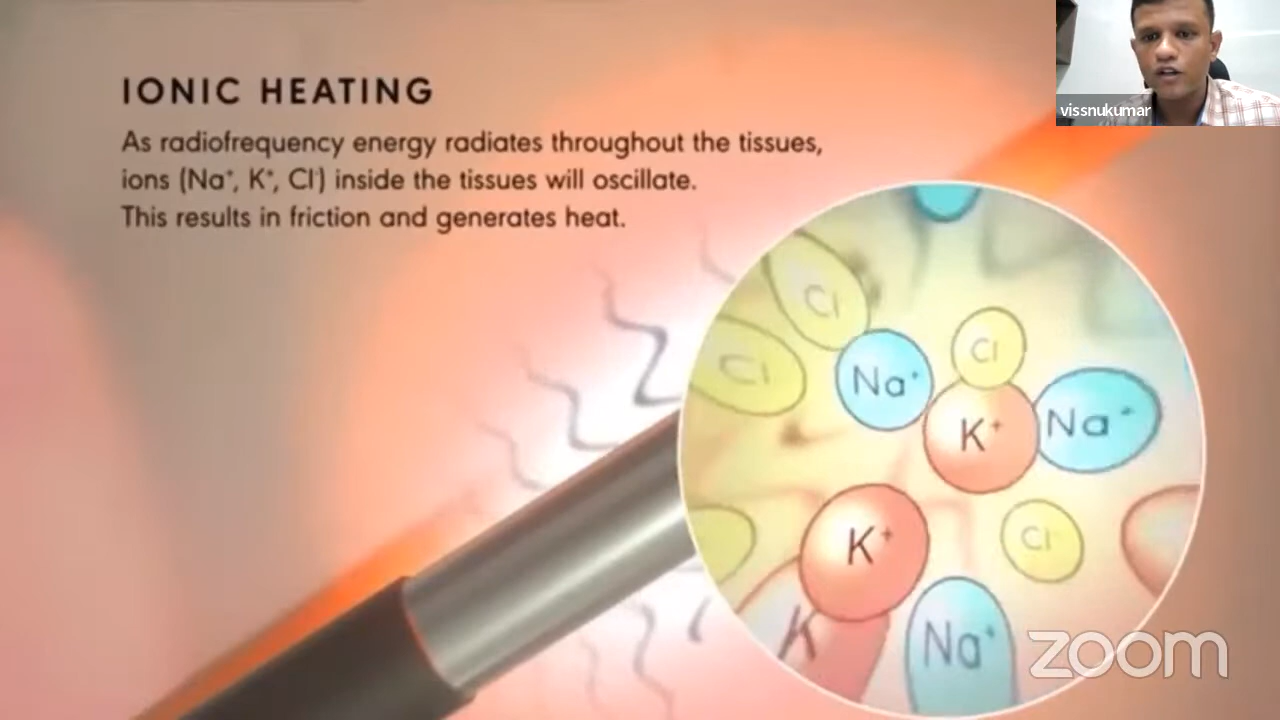 IONIC HEATING
vissnukumar
As radiofrequency energy radiates throughout the tissues,
ions (Na⁺, K⁺, Cl⁻) inside the tissues will oscillate.
This results in friction and generates heat.
Cl
Cl
Na⁺
Cl
K⁺
Na⁺
K⁺
Cl
K
Na⁺
zoom